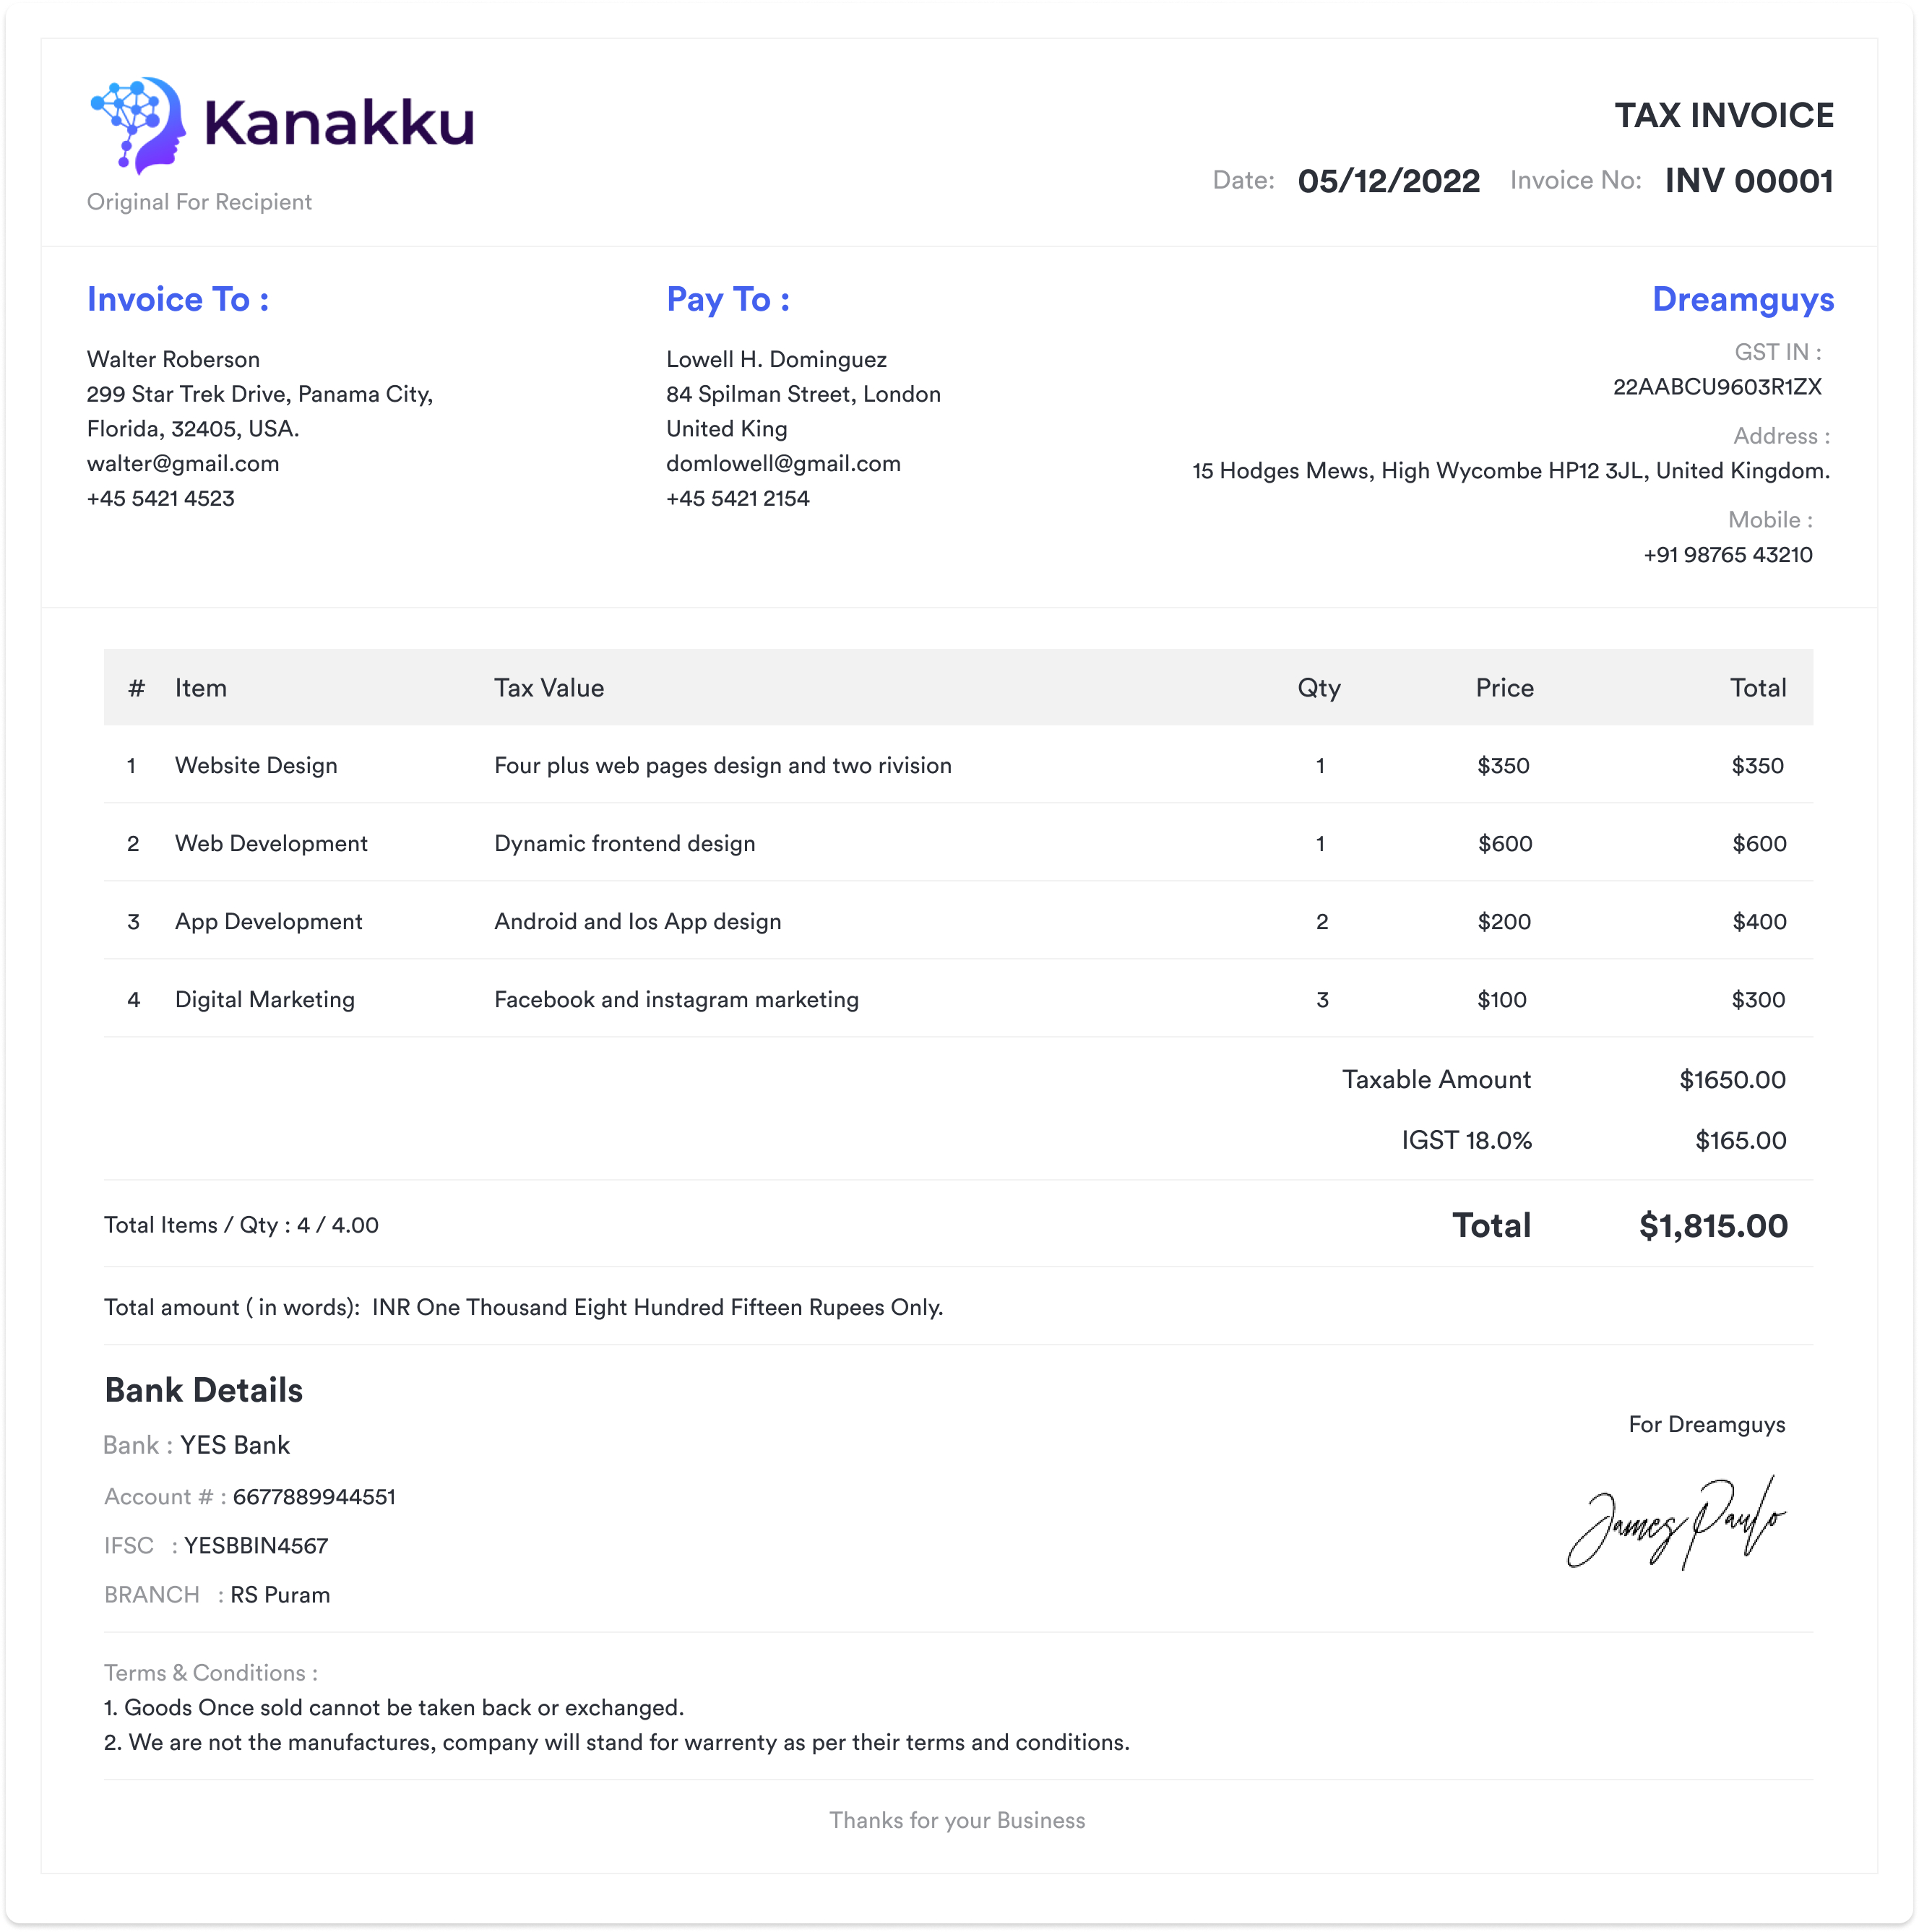 Kanakku
Original For Recipient
TAX INVOICE
Date: 05/12/2022 Invoice No: INV 00001
Invoice To :
Walter Roberson
299 Star Trek Drive, Panama City,
Florida, 32405, USA.
walter@gmail.com
+45 5421 4523
Pay To :
Lowell H. Dominguez
84 Spilman Street, London
United King
domlowell@gmail.com
+45 5421 2154
Dreamguys
GST IN :
22AABCU9603R1ZX
Address :
15 Hodges Mews, High Wycombe HP12 3JL, United Kingdom.
Mobile :
+91 98765 43210
# Item Tax Value Qty Price Total
1 Website Design Four plus web pages design and two rivision 1 $350 $350
2 Web Development Dynamic frontend design 1 $600 $600
3 App Development Android and Ios App design 2 $200 $400
4 Digital Marketing Facebook and instagram marketing 3 $100 $300
Taxable Amount $1650.00
IGST 18.0% $165.00
Total Items / Qty : 4 / 4.00 Total $1,815.00
Total amount ( in words): INR One Thousand Eight Hundred Fifteen Rupees Only.
Bank Details
Bank : YES Bank
Account # : 6677889944551
IFSC : YESBBIN4567
BRANCH : RS Puram
For Dreamguys
James Paulo
Terms & Conditions :
1. Goods Once sold cannot be taken back or exchanged.
2. We are not the manufactures, company will stand for warrenty as per their terms and conditions.
Thanks for your Business